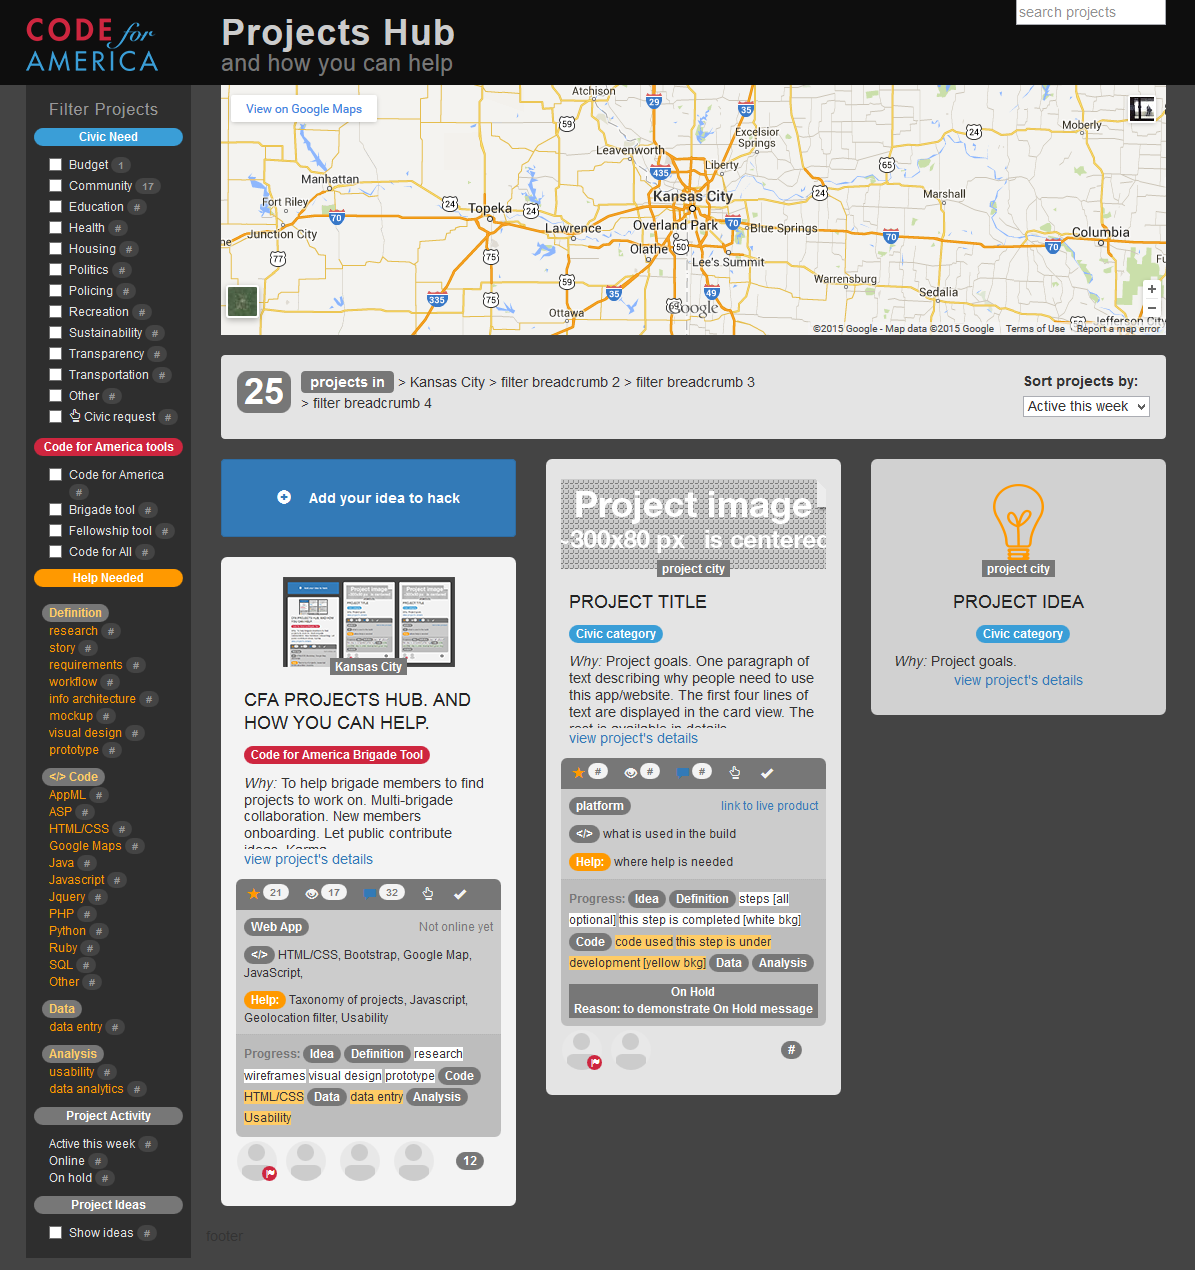 CODE for
AMERICA
Projects Hub
and how you can help
search projects
Filter Projects
Civic Need
Budget 1
Community 17
Education #
Health #
Housing #
Politics #
Policing #
Recreation #
Sustainability #
Transparency #
Transportation #
Other #
Civic request #
Code for America tools
Code for America
#
Brigade tool #
Fellowship tool #
Code for All #
Help Needed
Definition
research #
story #
requirements #
workflow #
info architecture #
mockup #
visual design #
prototype #
</> Code
AppML #
ASP #
HTML/CSS #
Google Maps #
Java #
Javascript #
Jquery #
PHP #
Python #
Ruby #
SQL #
Other #
Data
data entry #
Analysis
usability #
data analytics #
Project Activity
Active this week #
Online #
On hold #
Project Ideas
Show ideas #
View on Google Maps
Atchison
29
35
59
Excelsior
Springs
24
Moberly
Leavenworth
Liberty
65
435
Manhattan
24
Kansas City
24
Marshall
Fort Riley
70
Topeka
24
Lawrence
Overland Park
70
Blue Springs
Junction City
70
Columbia
Olathe
50
70
77
75
Lee's Summit
59
Warrensburg
335
75
35
49
Sedalia
Ottawa
Google
+
−
Jefferson City
©2015 Google - Map data ©2015 Google
Terms of Use
Report a map error
25
projects in > Kansas City > filter breadcrumb 2 > filter breadcrumb 3
> filter breadcrumb 4
Sort projects by:
Active this week
Add your idea to hack
Kansas City
CFA PROJECTS HUB. AND
HOW YOU CAN HELP.
Code for America Brigade Tool
Why: To help brigade members to find
projects to work on. Multi-brigade
collaboration. New members
onboarding. Let public contribute
ideas. Karma
view project's details
21 17 32
Web App Not online yet
</> HTML/CSS, Bootstrap, Google Map,
JavaScript,
Help: Taxonomy of projects, Javascript,
Geolocation filter, Usability
Progress: Idea Definition research
wireframes visual design prototype Code
HTML/CSS Data data entry Analysis
Usability
12
Project image
~300x80 px is centered
project city
PROJECT TITLE
Civic category
Why: Project goals. One paragraph of
text describing why people need to use
this app/website. The first four lines of
text are displayed in the card view. The
rest is available in details
view project's details
# # #
platform link to live product
</> what is used in the build
Help: where help is needed
Progress: Idea Definition steps [all
optional] this step is completed [white bkg]
Code code used this step is under
development [yellow bkg] Data Analysis
On Hold
Reason: to demonstrate On Hold message
#
project city
PROJECT IDEA
Civic category
Why: Project goals.
view project's details
footer